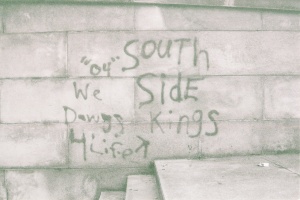 "04" SOUTH
We SidE
Dawgs Kings
4 Life